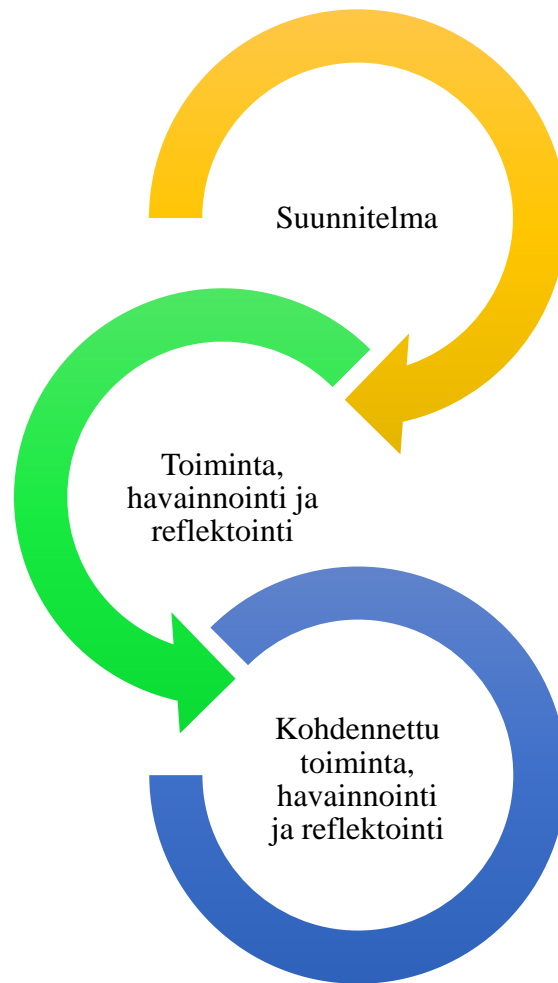 Suunnitelma
Toiminta,
havainnointi ja
reflektointi
Kohdennettu
toiminta,
havainnointi
ja reflektointi